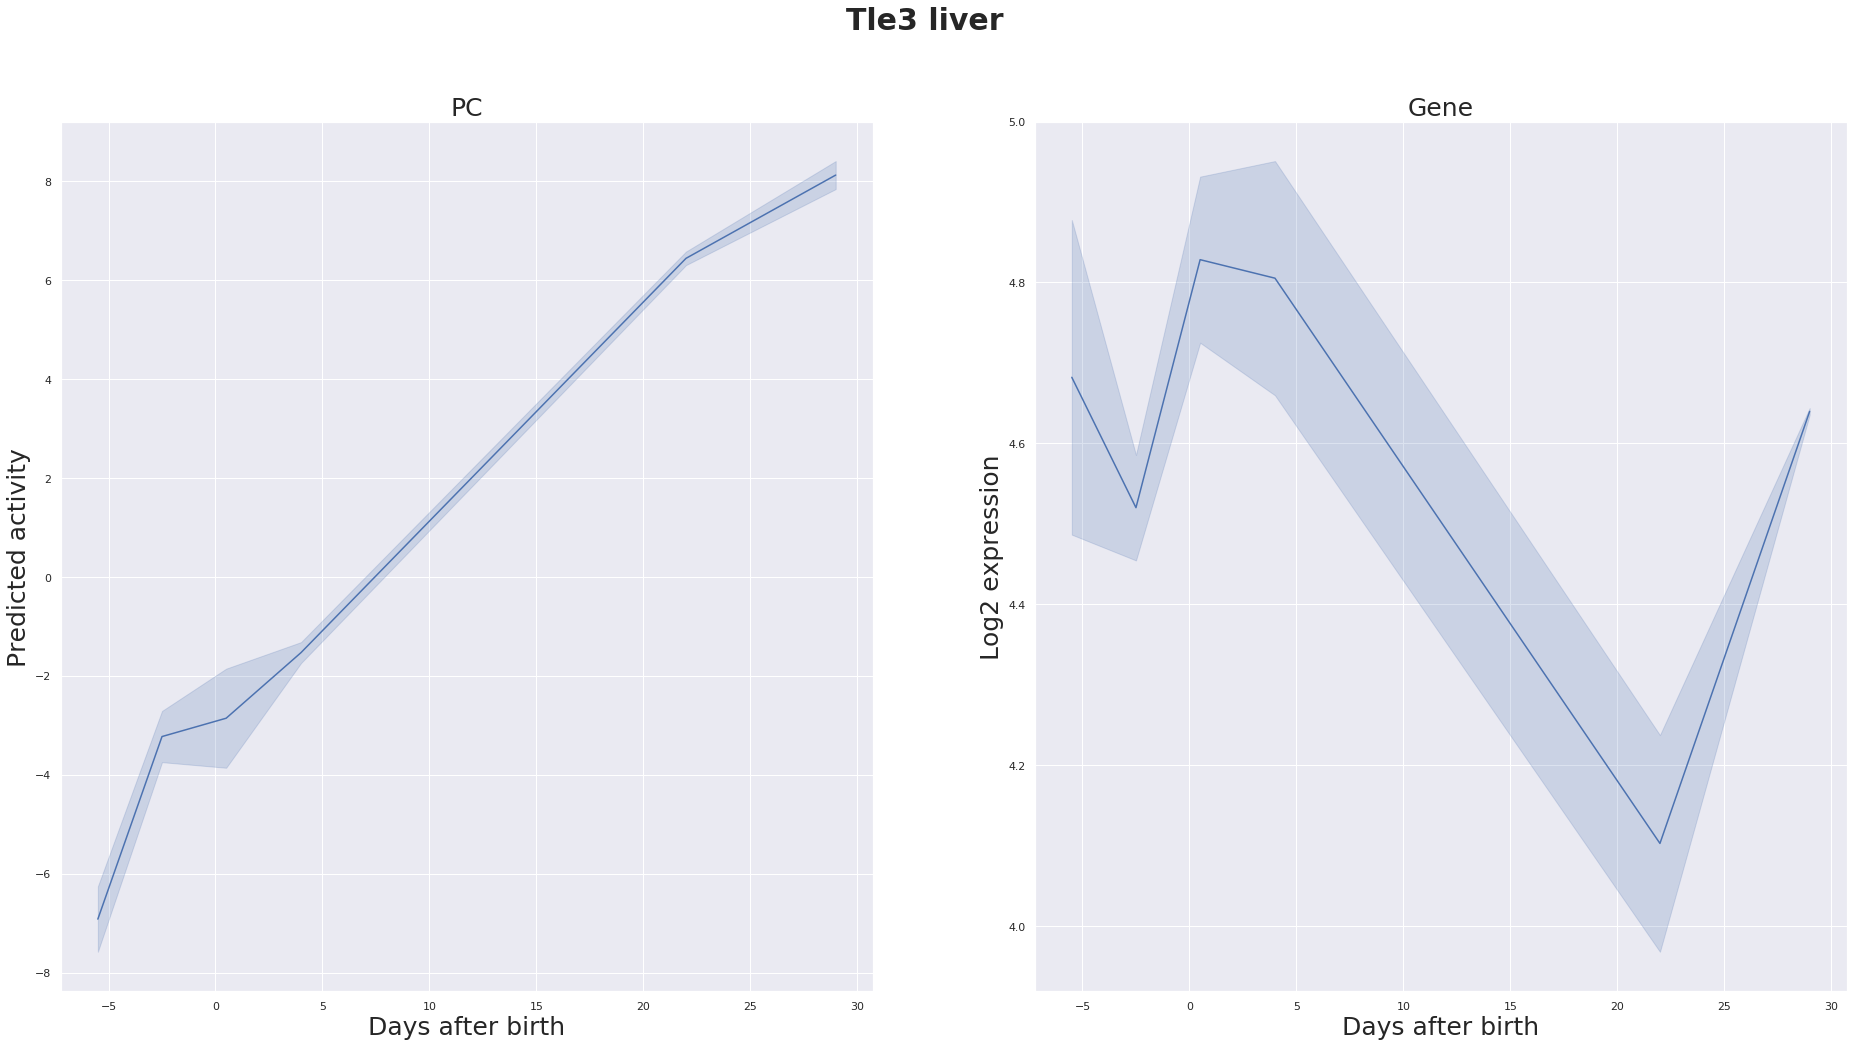 Tle3 liver
PC
Predicted activity
8
6
4
2
0
−2
−4
−6
−8
−5 0 5 10 15 20 25 30
Days after birth
Gene
Log2 expression
5.0
4.8
4.6
4.4
4.2
4.0
−5 0 5 10 15 20 25 30
Days after birth